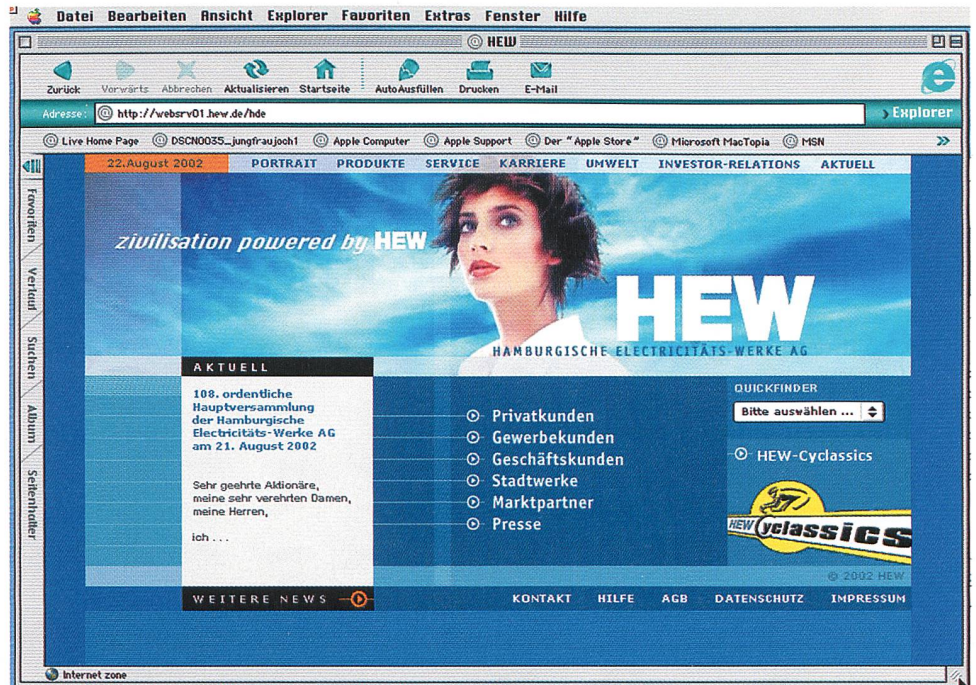 Datei Bearbeiten Ansicht Explorer Favoriten Extras Fenster Hilfe
HEW
Zurück Vorwärts Abbrechen Aktualisieren Startseite AutoAusfüllen Drucken E-Mail
Adresse: http://websrv01.hew.de/hde Explorer
Live Home Page DSCN0035_jungfraujoch1 Apple Computer Apple Support Der "Apple Store" Microsoft MacTopia MSN
Favoriten
Verlauf
Suchen
Album
Seitenhalter
22.August 2002 PORTRAIT PRODUKTE SERVICE KARRIERE UMWELT INVESTOR-RELATIONS AKTUELL
zivilisation powered by HEW
HEW
HAMBURGISCHE ELECTRICITÄTS-WERKE AG
AKTUELL
108. ordentliche
Hauptversammlung
der Hamburgische
Electricitäts-Werke AG
am 21. August 2002
Sehr geehrte Aktionäre,
meine sehr verehrten Damen,
meine Herren,
ich ...
WEITERE NEWS
Privatkunden
Gewerbekunden
Geschäftskunden
Stadtwerke
Marktpartner
Presse
QUICKFINDER
Bitte auswählen ...
HEW-Cyclassics
HEW Cyclassics
© 2002 HEW
KONTAKT HILFE AGB DATENSCHUTZ IMPRESSUM
Internet zone